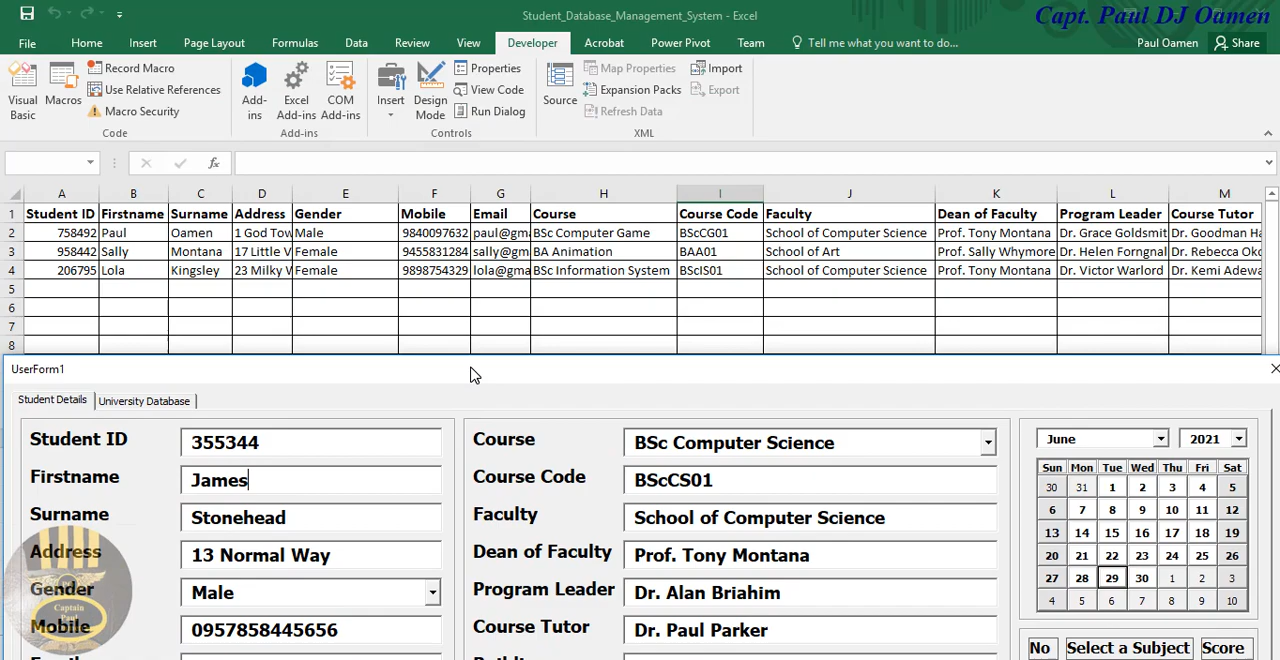 Student_Database_Management_System - Excel
Capt. Paul DJ Oamen
File Home Insert Page Layout Formulas Data Review View Developer Acrobat Power Pivot Team Tell me what you want to do... Paul Oamen Share
Visual Basic
Macros
Record Macro
Use Relative References
Macro Security
Code
Add-ins
Excel Add-ins
COM Add-ins
Add-ins
Insert
Design Mode
Properties
View Code
Run Dialog
Controls
Source
Map Properties
Expansion Packs
Refresh Data
Import
Export
XML
fx
A B C D E F G H I J K L M
1 Student ID Firstname Surname Address Gender Mobile Email Course Course Code Faculty Dean of Faculty Program Leader Course Tutor
2 758492 Paul Oamen 1 God Tow Male 9840097632 paul@gma BSc Computer Game BScCG01 School of Computer Science Prof. Tony Montana Dr. Grace Goldsmit Dr. Goodman Ha
3 958442 Sally Montana 17 Little V Female 9455831284 sally@gm BA Animation BAA01 School of Art Prof. Sally Whymore Dr. Helen Forngnal Dr. Rebecca Oko
4 206795 Lola Kingsley 23 Milky W Female 9898754329 lola@gma BSc Information System BScIS01 School of Computer Science Prof. Tony Montana Dr. Victor Warlord Dr. Kemi Adewa
5
6
7
8
UserForm1
Student Details University Database
Student ID 355344
Firstname James
Surname Stonehead
Address 13 Normal Way
Gender Male
Mobile 0957858445656
Course BSc Computer Science
Course Code BScCS01
Faculty School of Computer Science
Dean of Faculty Prof. Tony Montana
Program Leader Dr. Alan Briahim
Course Tutor Dr. Paul Parker
June 2021
Sun Mon Tue Wed Thu Fri Sat
30 31 1 2 3 4 5
6 7 8 9 10 11 12
13 14 15 16 17 18 19
20 21 22 23 24 25 26
27 28 29 30 1 2 3
4 5 6 7 8 9 10
No Select a Subject Score
Captain
Paul